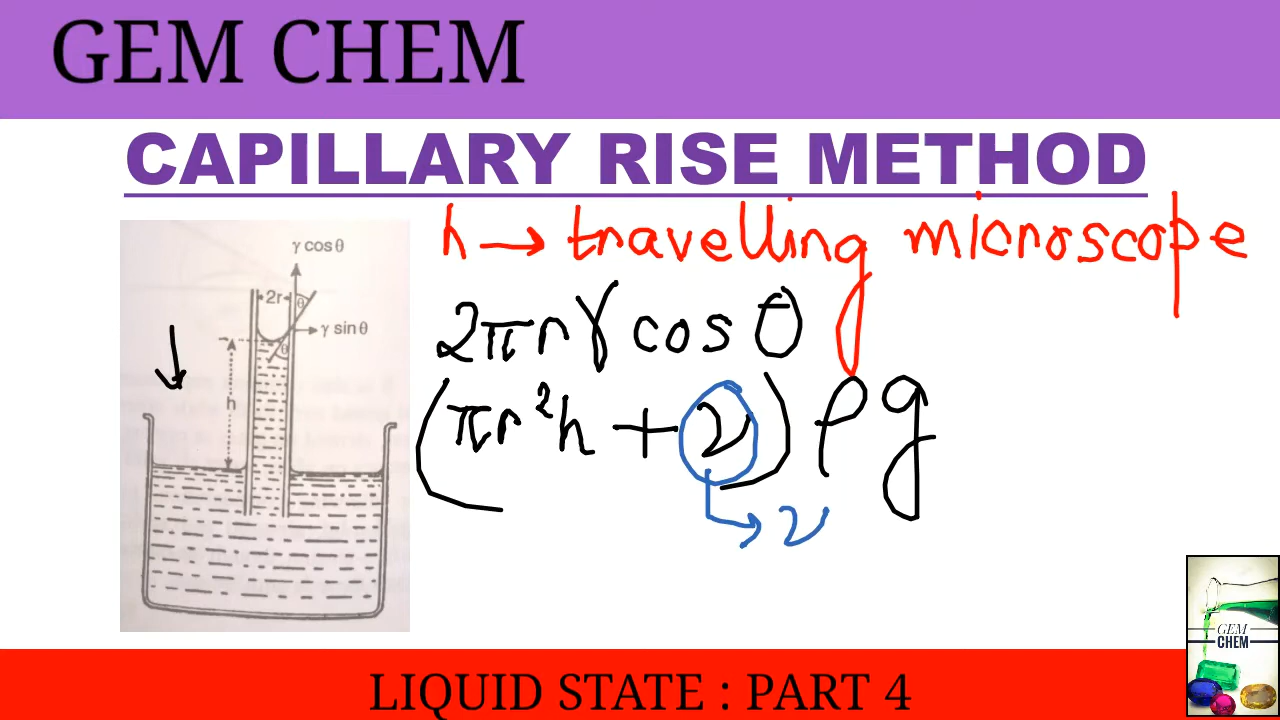 GEM CHEM
CAPILLARY RISE METHOD
h → travelling microscope
γ cos θ
2r
θ
γ sin θ
θ
h
2πrγ cos θ
(πr²h + v) ρg
→ v
GEM
CHEM
LIQUID STATE : PART 4